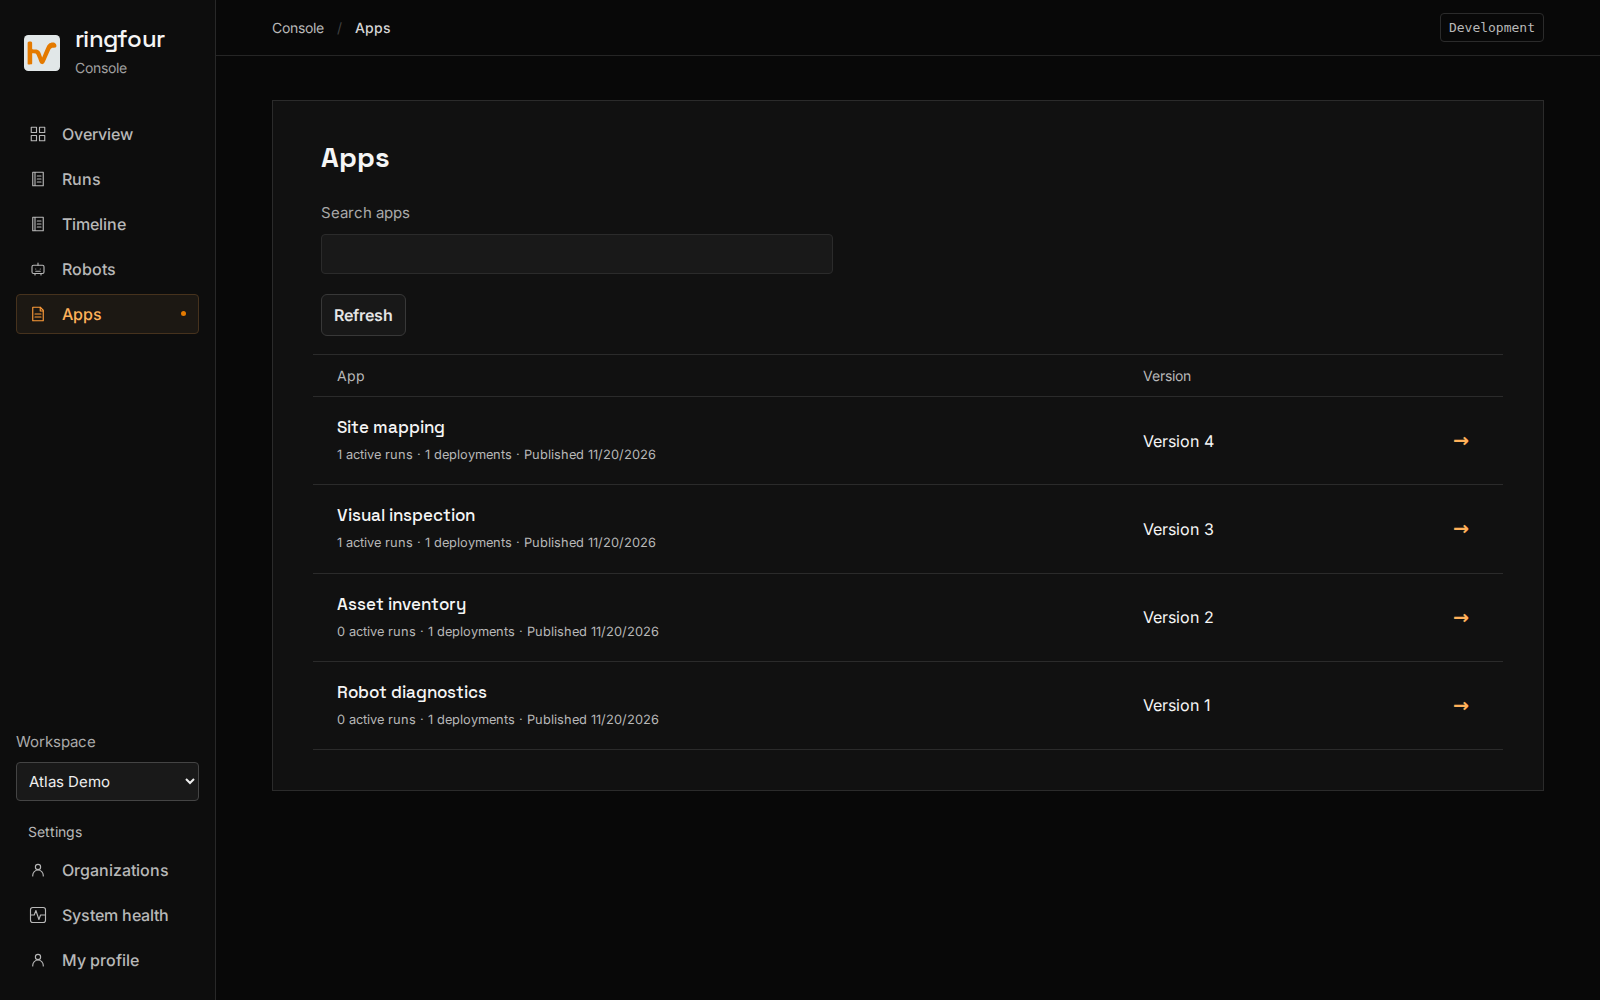 ringfour
Console
Overview
Runs
Timeline
Robots
Apps
Workspace
Atlas Demo
Settings
Organizations
System health
My profile
Console / Apps
Development
Apps
Search apps
Refresh
App Version
Site mapping
1 active runs · 1 deployments · Published 11/20/2026
Version 4 →
Visual inspection
1 active runs · 1 deployments · Published 11/20/2026
Version 3 →
Asset inventory
0 active runs · 1 deployments · Published 11/20/2026
Version 2 →
Robot diagnostics
0 active runs · 1 deployments · Published 11/20/2026
Version 1 →